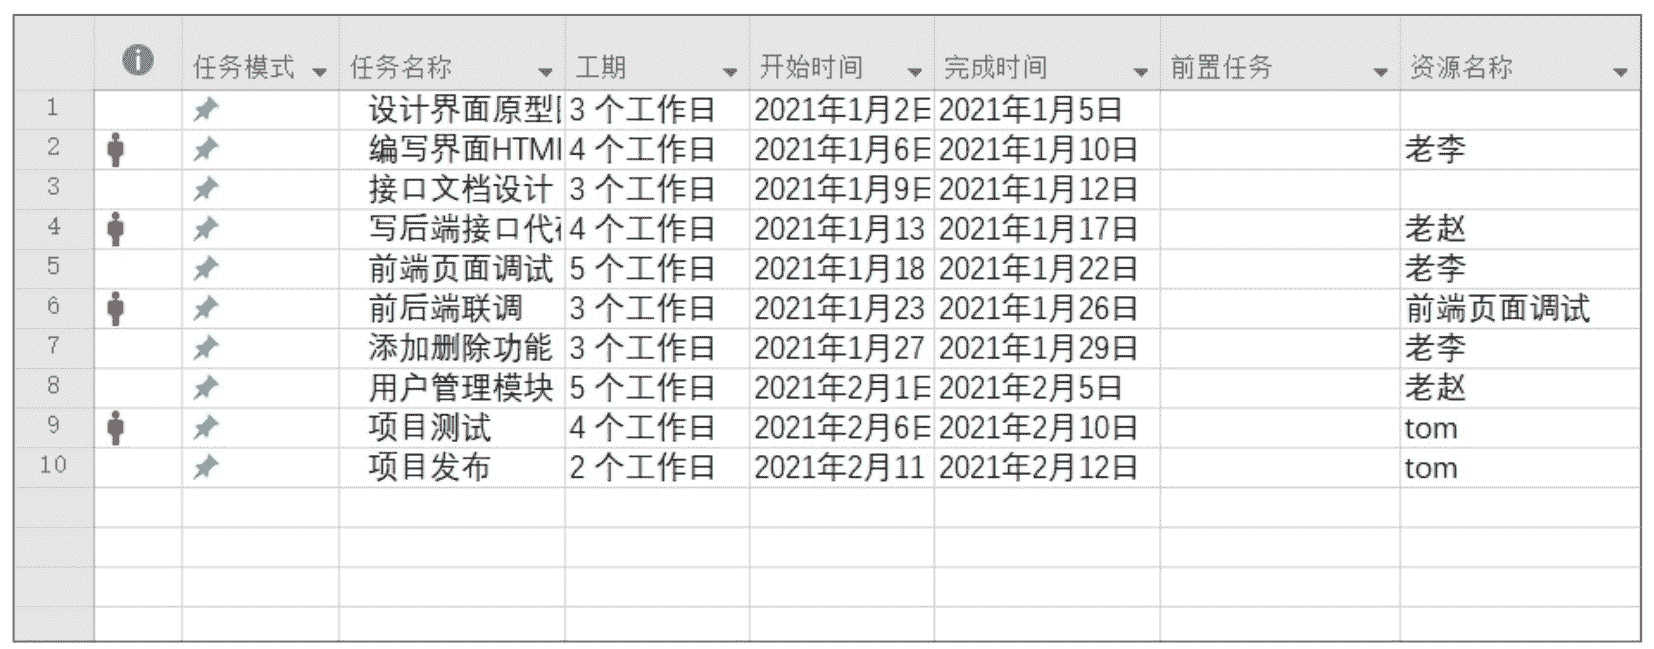 任务模式 任务名称 工期 开始时间 完成时间 前置任务 资源名称
1 设计界面原型 3 个工作日 2021年1月2日 2021年1月5日
2 编写界面HTM 4 个工作日 2021年1月6日 2021年1月10日 老李
3 接口文档设计 3 个工作日 2021年1月9日 2021年1月12日
4 写后端接口代 4 个工作日 2021年1月13 2021年1月17日 老赵
5 前端页面调试 5 个工作日 2021年1月18 2021年1月22日 老李
6 前后端联调 3 个工作日 2021年1月23 2021年1月26日 前端页面调试
7 添加删除功能 3 个工作日 2021年1月27 2021年1月29日 老李
8 用户管理模块 5 个工作日 2021年2月1日 2021年2月5日 老赵
9 项目测试 4 个工作日 2021年2月6日 2021年2月10日 tom
10 项目发布 2 个工作日 2021年2月11 2021年2月12日 tom